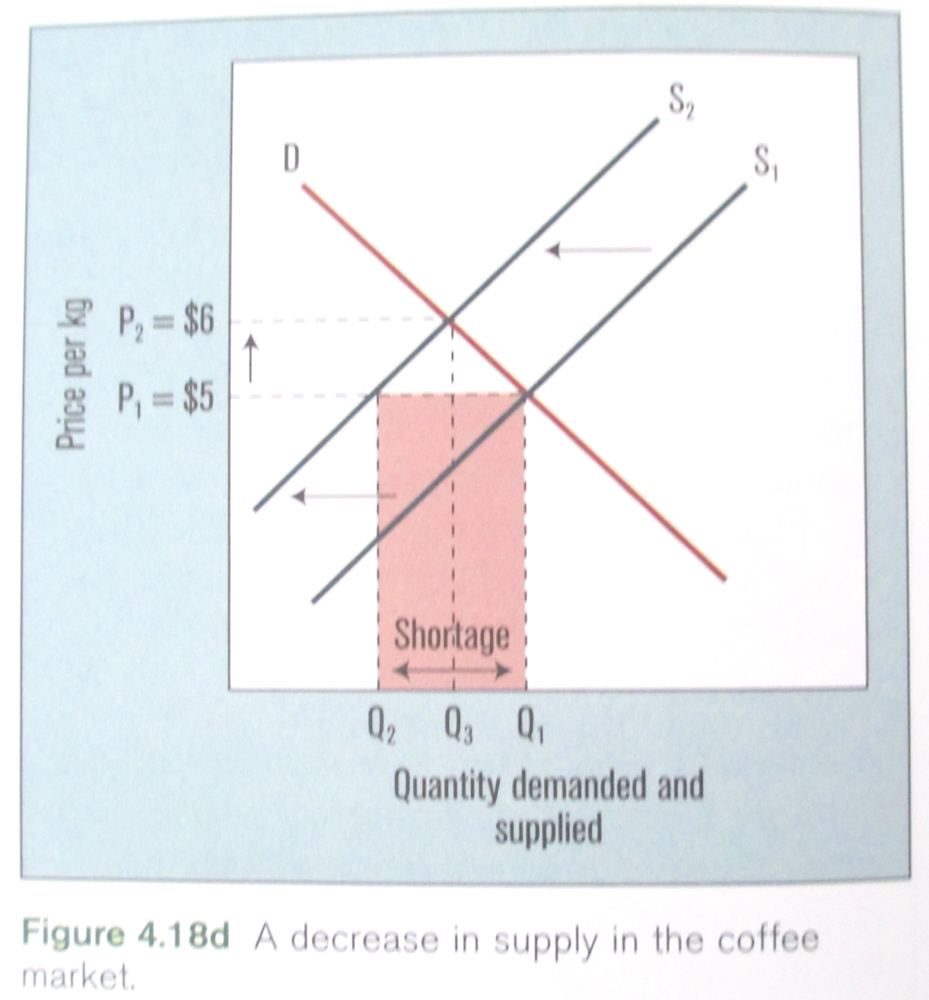 S₂
D
S₁
Price per kg
P₂ = $6
P₁ = $5
Shortage
Q₂ Q₃ Q₁
Quantity demanded and
supplied
Figure 4.18d A decrease in supply in the coffee
market.